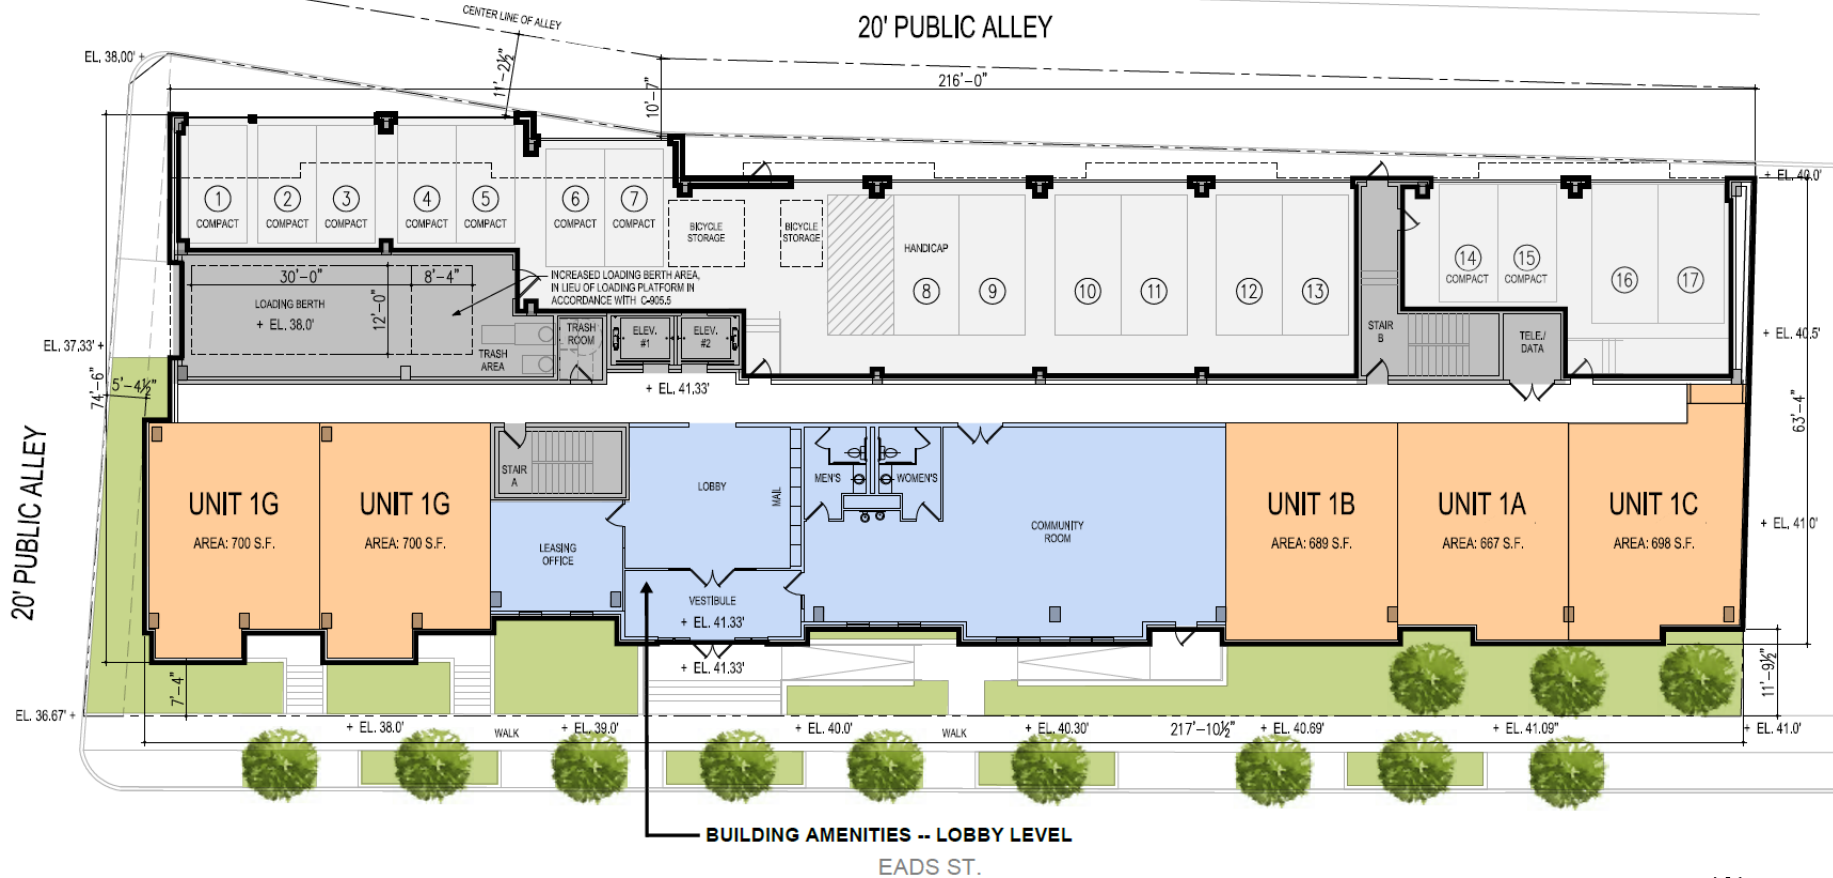 CENTER LINE OF ALLEY
20' PUBLIC ALLEY
EL. 38.00' +
11'-2½"
10'-7"
216'-0"
+ EL. 40.0'
1
COMPACT
2
COMPACT
3
COMPACT
4
COMPACT
5
COMPACT
6
COMPACT
7
COMPACT
BICYCLE
STORAGE
BICYCLE
STORAGE
HANDICAP
8
9
10
11
12
13
14
COMPACT
15
COMPACT
16
17
30'-0"
8'-4"
12'-0"
LOADING BERTH
+ EL. 38.0'
INCREASED LOADING BERTH AREA,
IN LIEU OF LOADING PLATFORM IN
ACCORDANCE WITH C-905.5
TRASH
AREA
TRASH
ROOM
ELEV.
#1
ELEV.
#2
STAIR
B
TELE./
DATA
+ EL. 40.5'
EL. 37.33' +
74'-6"
5'-4½"
+ EL. 41.33'
63'-4"
20' PUBLIC ALLEY
UNIT 1G
AREA: 700 S.F.
UNIT 1G
AREA: 700 S.F.
STAIR
A
LEASING
OFFICE
LOBBY
MAIL
MEN'S
WOMEN'S
COMMUNITY
ROOM
UNIT 1B
AREA: 689 S.F.
UNIT 1A
AREA: 667 S.F.
UNIT 1C
AREA: 698 S.F.
+ EL. 41.0'
VESTIBULE
+ EL. 41.33'
+ EL. 41.33'
7'-4"
11'-9½"
EL. 36.67' +
+ EL. 38.0'
WALK
+ EL. 39.0'
+ EL. 40.0'
WALK
+ EL. 40.30'
217'-10½"
+ EL. 40.69'
+ EL. 41.09"
+ EL. 41.0'
BUILDING AMENITIES -- LOBBY LEVEL
EADS ST.